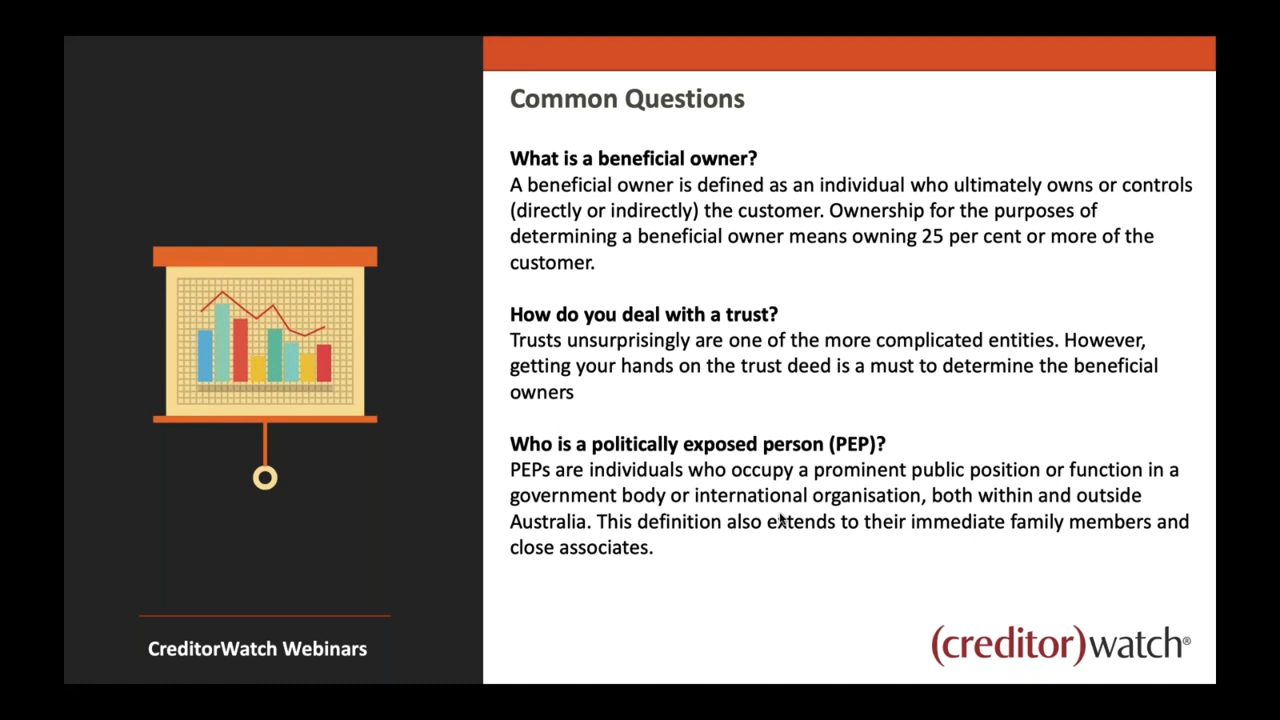 Common Questions
What is a beneficial owner?
A beneficial owner is defined as an individual who ultimately owns or controls
(directly or indirectly) the customer. Ownership for the purposes of
determining a beneficial owner means owning 25 per cent or more of the
customer.
How do you deal with a trust?
Trusts unsurprisingly are one of the more complicated entities. However,
getting your hands on the trust deed is a must to determine the beneficial
owners
Who is a politically exposed person (PEP)?
PEPs are individuals who occupy a prominent public position or function in a
government body or international organisation, both within and outside
Australia. This definition also extends to their immediate family members and
close associates.
CreditorWatch Webinars
(creditor)watch®